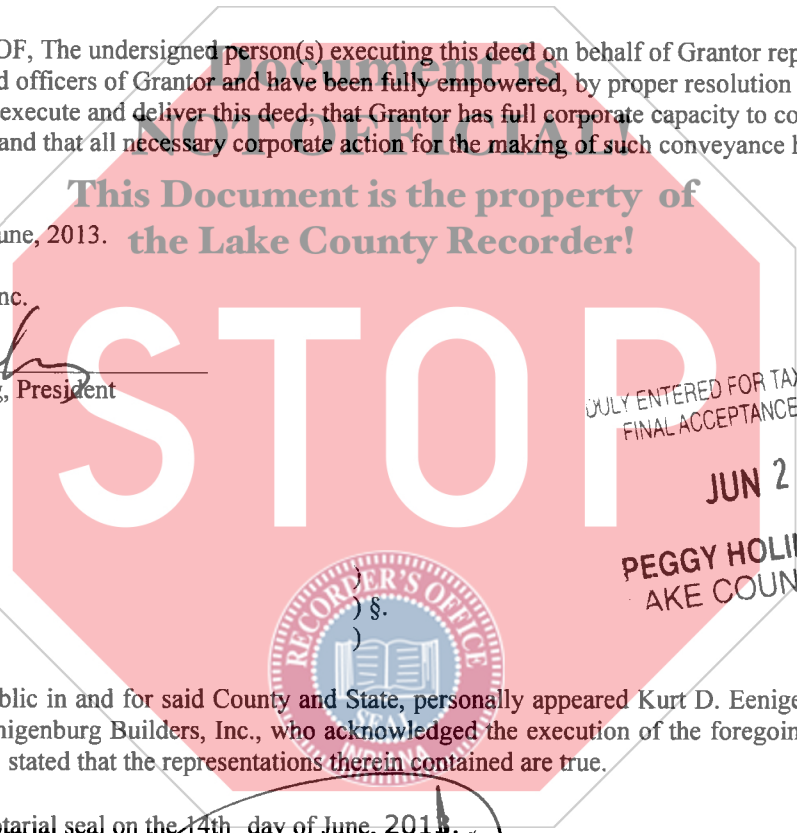 OF, The undersigned person(s) executing this deed on behalf of Grantor rep
d officers of Grantor and have been fully empowered, by proper resolution
execute and deliver this deed; that Grantor has full corporate capacity to co
and that all necessary corporate action for the making of such conveyance h
Document is
NOT OFFICIAL!
This Document is the property of
the Lake County Recorder!
une, 2013.
nc.
, President
STOP
DULY ENTERED FOR TAX
FINAL ACCEPTANCE
JUN 2
PEGGY HOLI
AKE COUN
)
) §.
)
RECORDER'S OFFICE
SEAL
INDIANA
blic in and for said County and State, personally appeared Kurt D. Eenige
nigenburg Builders, Inc., who acknowledged the execution of the foregoin
stated that the representations therein contained are true.
otarial seal on the 14th day of June, 2013.